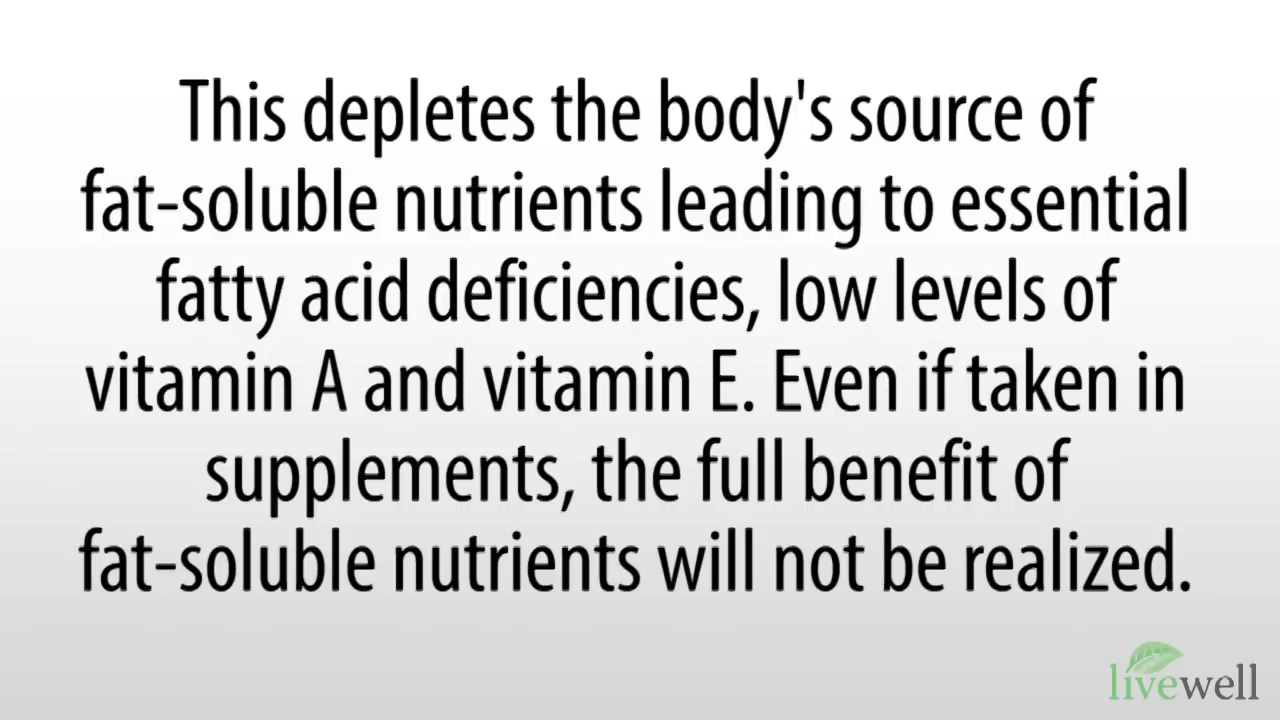 This depletes the body's source of
fat-soluble nutrients leading to essential
fatty acid deficiencies, low levels of
vitamin A and vitamin E. Even if taken in
supplements, the full benefit of
fat-soluble nutrients will not be realized.
livewell